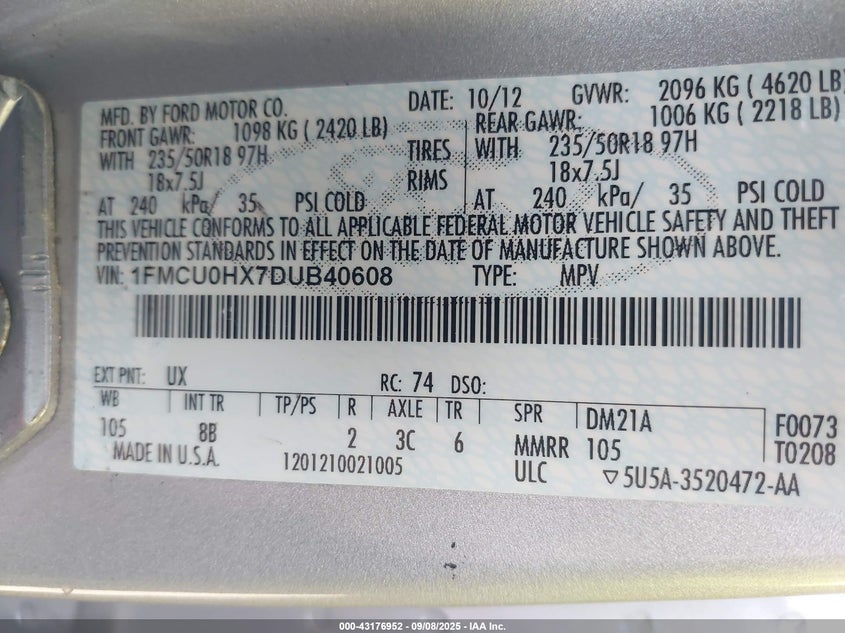 MFD. BY FORD MOTOR CO. DATE: 10/12 GVWR: 2096 KG ( 4620 LB)
FRONT GAWR: 1098 KG ( 2420 LB) REAR GAWR: 1006 KG ( 2218 LB)
WITH 235/50R18 97H TIRES WITH 235/50R18 97H
18x7.5J RIMS 18x7.5J
AT 240 kPa/ 35 PSI COLD AT 240 kPa/ 35 PSI COLD
THIS VEHICLE CONFORMS TO ALL APPLICABLE FEDERAL MOTOR VEHICLE SAFETY AND THEFT
PREVENTION STANDARDS IN EFFECT ON THE DATE OF MANUFACTURE SHOWN ABOVE.
VIN: 1FMCU0HX7DUB40608 TYPE: MPV
EXT PNT: UX RC: 74 DSO:
WB INT TR TP/PS R AXLE TR SPR DM21A F0073
105 8B 2 3C 6 MMRR 105 T0208
MADE IN U.S.A. 1201210021005 ULC ▽5U5A-3520472-AA
000-43176952 - 09/08/2025 - IAA Inc.